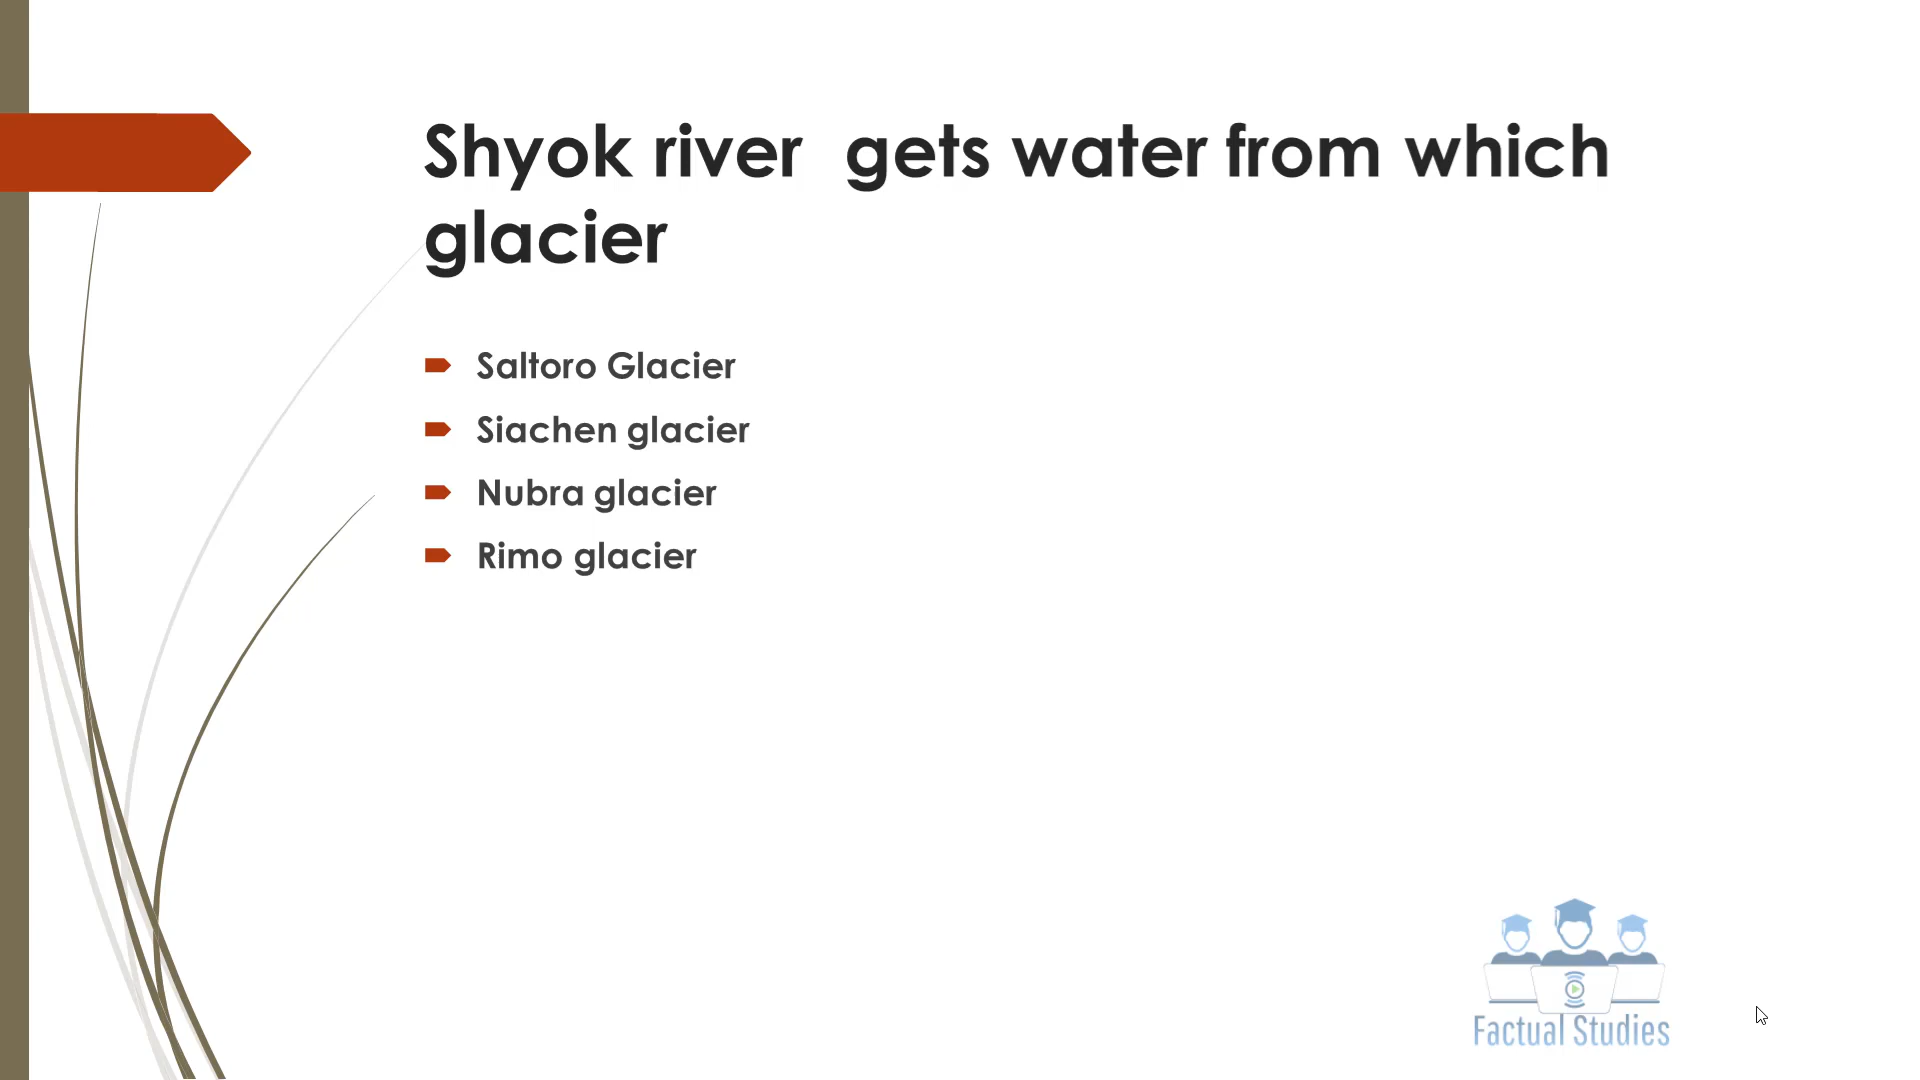 Shyok river  gets water from which
glacier
Saltoro Glacier
Siachen glacier
Nubra glacier
Rimo glacier
Factual Studies